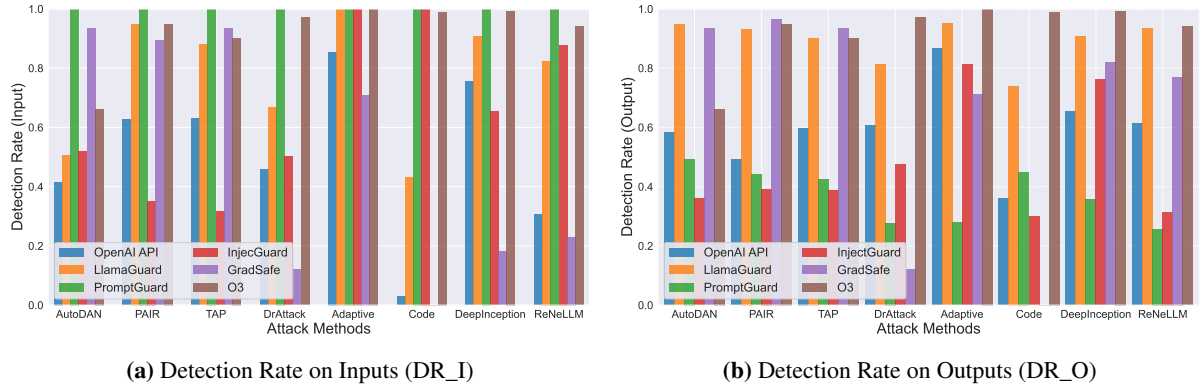 Detection Rate (Input)
1.0
0.8
0.6
0.4
0.2
0.0
OpenAI API
LlamaGuard
PromptGuard
InjecGuard
GradSafe
O3
AutoDAN PAIR TAP DrAttack Adaptive Code DeepInception ReNeLLM
Attack Methods
(a) Detection Rate on Inputs (DR_I)
Detection Rate (Output)
1.0
0.8
0.6
0.4
0.2
0.0
OpenAI API
LlamaGuard
PromptGuard
InjectGuard
GradSafe
O3
AutoDAN PAIR TAP DrAttack Adaptive Code DeepInception ReNeLLM
Attack Methods
(b) Detection Rate on Outputs (DR_O)